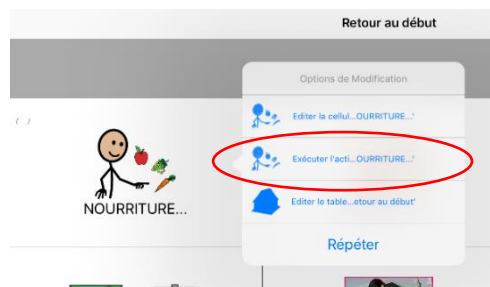 Retour au début
Options de Modification
Editer la cellul...OURRITURE...'
Exécuter l'acti...OURRITURE...'
Editer le table...etour au début'
Répéter
NOURRITURE...